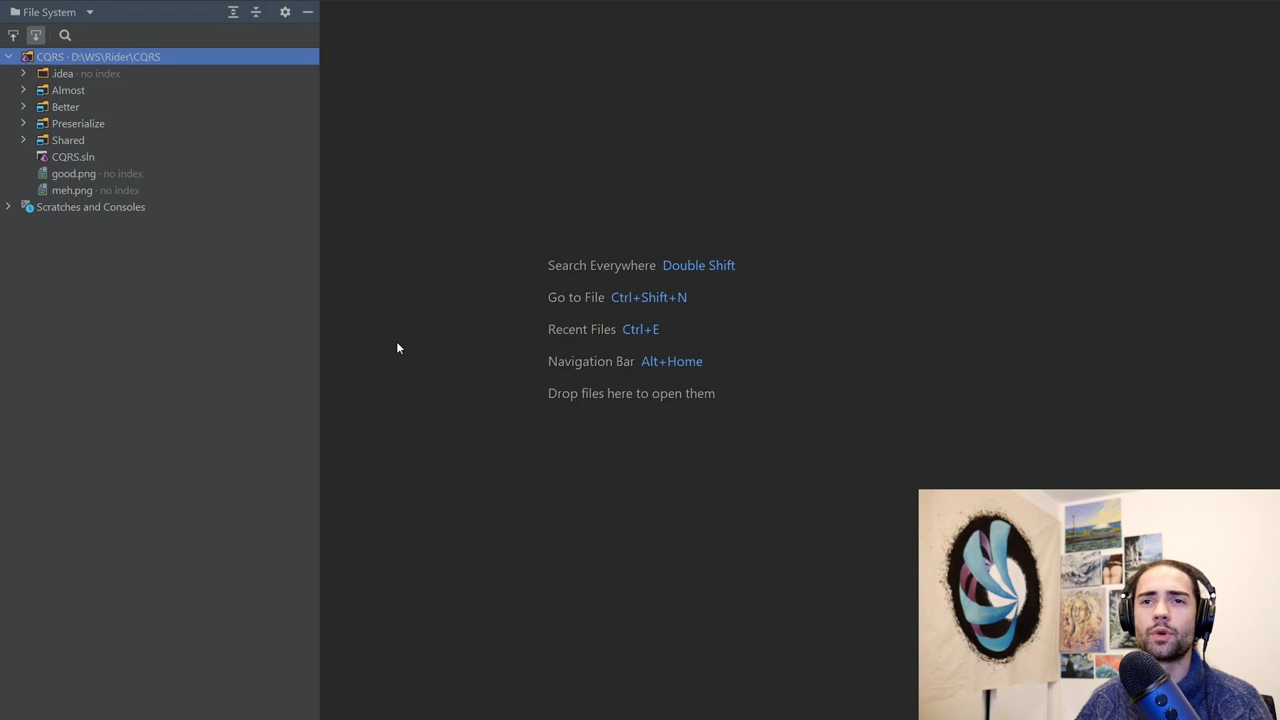 File System
CQRS - D:\WS\Rider\CQRS
.idea - no index
Almost
Better
Preserialize
Shared
CQRS.sln
good.png - no index
meh.png - no index
Scratches and Consoles
Search Everywhere Double Shift
Go to File Ctrl+Shift+N
Recent Files Ctrl+E
Navigation Bar Alt+Home
Drop files here to open them